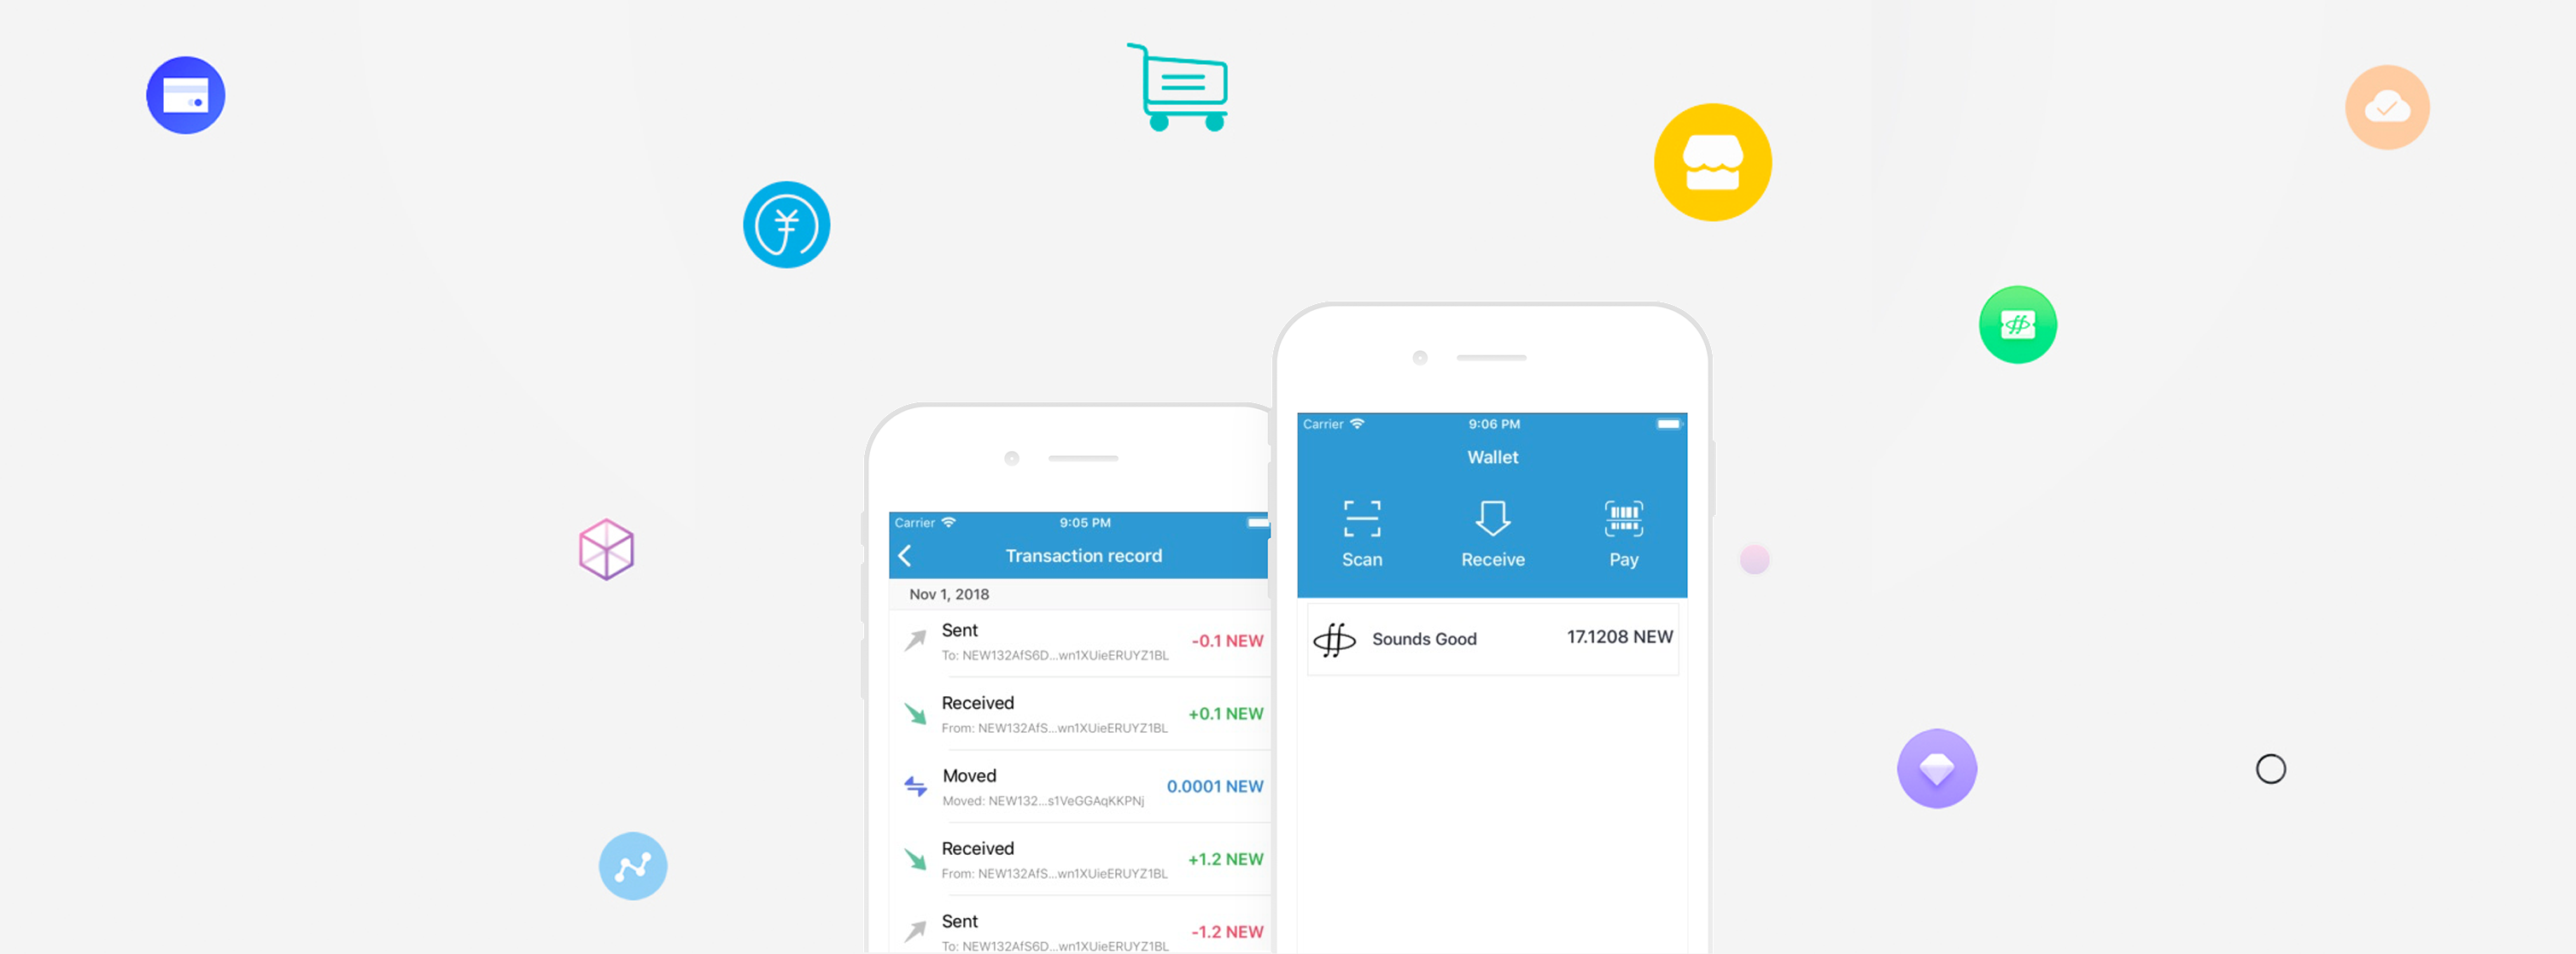 Carrier 9:05 PM
Transaction record
Nov 1, 2018
Sent
-0.1 NEW
To: NEW132AfS6D...wn1XUieERUYZ1BL
Received
+0.1 NEW
From: NEW132AfS...wn1XUieERUYZ1BL
Moved
0.0001 NEW
Moved: NEW132...s1VeGGAqKKPNj
Received
+1.2 NEW
From: NEW132AfS...wn1XUieERUYZ1BL
Sent
-1.2 NEW
To: NEW132AfS6D...wn1XUieERUYZ1BL
Carrier 9:06 PM
Wallet
Scan Receive Pay
Sounds Good 17.1208 NEW